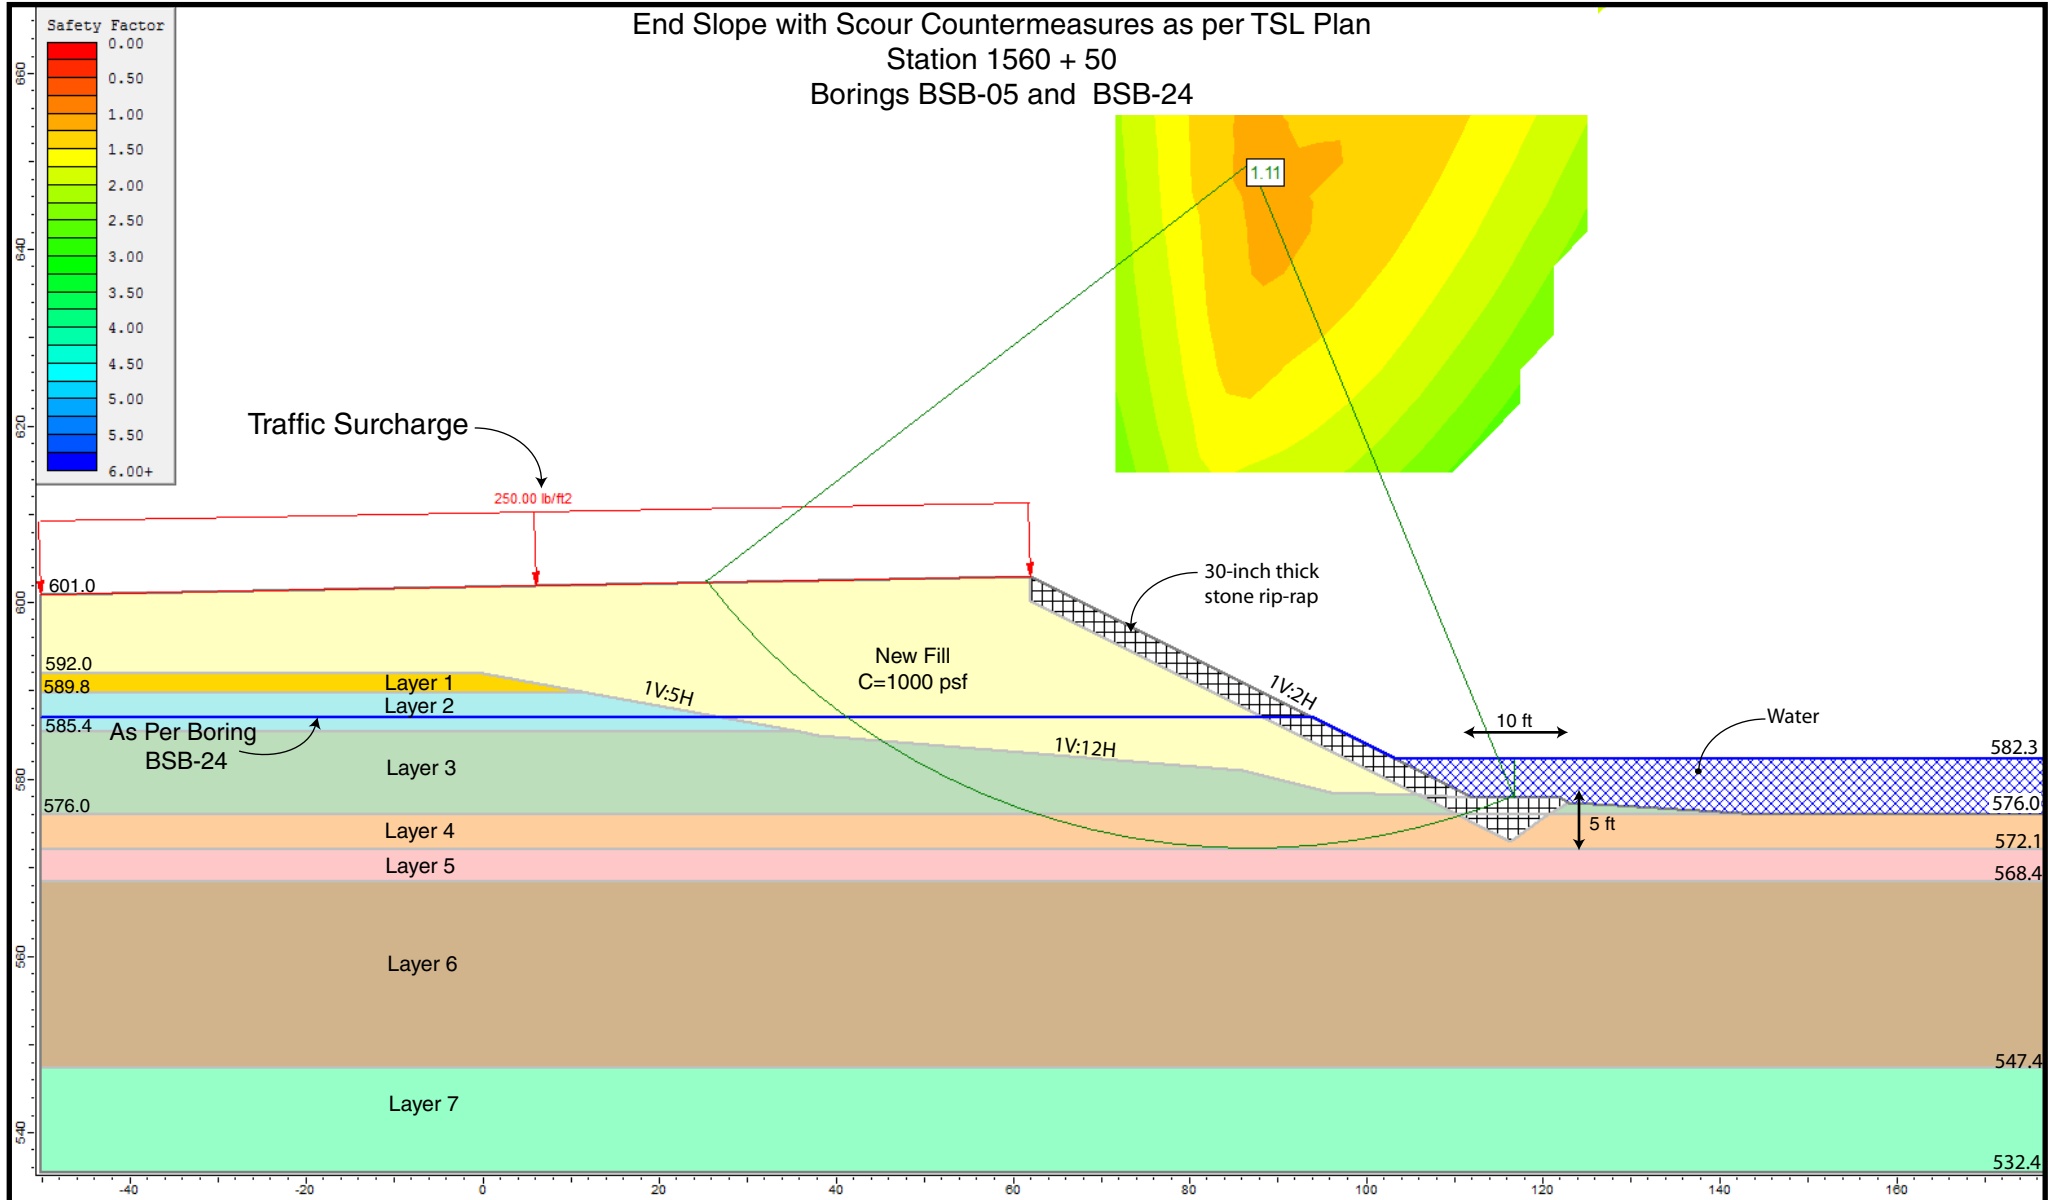 End Slope with Scour Countermeasures as per TSL Plan
Station 1560 + 50
Borings BSB-05 and BSB-24
Safety Factor
0.00
0.50
1.00
1.50
2.00
2.50
3.00
3.50
4.00
4.50
5.00
5.50
6.00+
1.11
Traffic Surcharge
250.00 lb/ft2
30-inch thick
stone rip-rap
601.0
592.0
589.8
585.4
576.0
New Fill
C=1000 psf
Layer 1
Layer 2
1V:5H
1V:2H
1V:12H
As Per Boring
BSB-24
Layer 3
Layer 4
Layer 5
Layer 6
Layer 7
10 ft
Water
5 ft
582.3
576.0
572.1
568.4
547.4
532.4
660
640
620
600
580
560
540
-40
-20
0
20
40
60
80
100
120
140
160